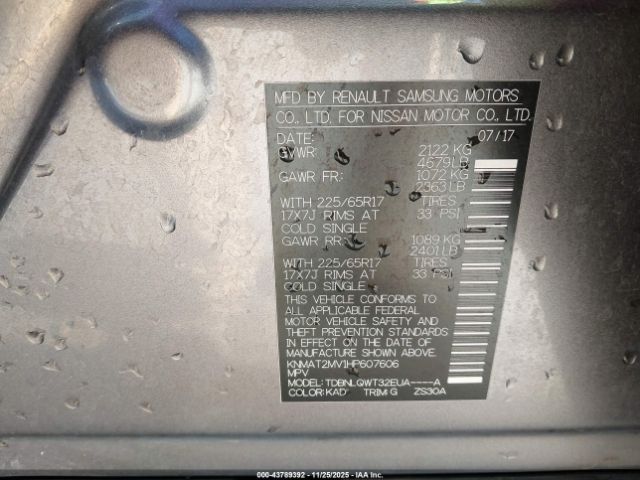 MFD BY RENAULT SAMSUNG MOTORS
CO., LTD. FOR NISSAN MOTOR CO., LTD.
DATE: 07/17
GVWR: 2122 KG
4679 LB
GAWR FR: 1072 KG
2363 LB
WITH 225/65R17 TIRES
17X7J RIMS AT 33 PSI
COLD SINGLE
GAWR RR: 1089 KG
2401 LB
WITH 225/65R17 TIRES
17X7J RIMS AT 33 PSI
COLD SINGLE
THIS VEHICLE CONFORMS TO
ALL APPLICABLE FEDERAL
MOTOR VEHICLE SAFETY AND
THEFT PREVENTION STANDARDS
IN EFFECT ON THE DATE OF
MANUFACTURE SHOWN ABOVE.
KNMAT2MV1HP607606
MPV
MODEL: TDBNLQWT32EUA----A
COLOR: KAD TRIM: G ZS30A
000-43789392 - 11/25/2025 - IAA, Inc.